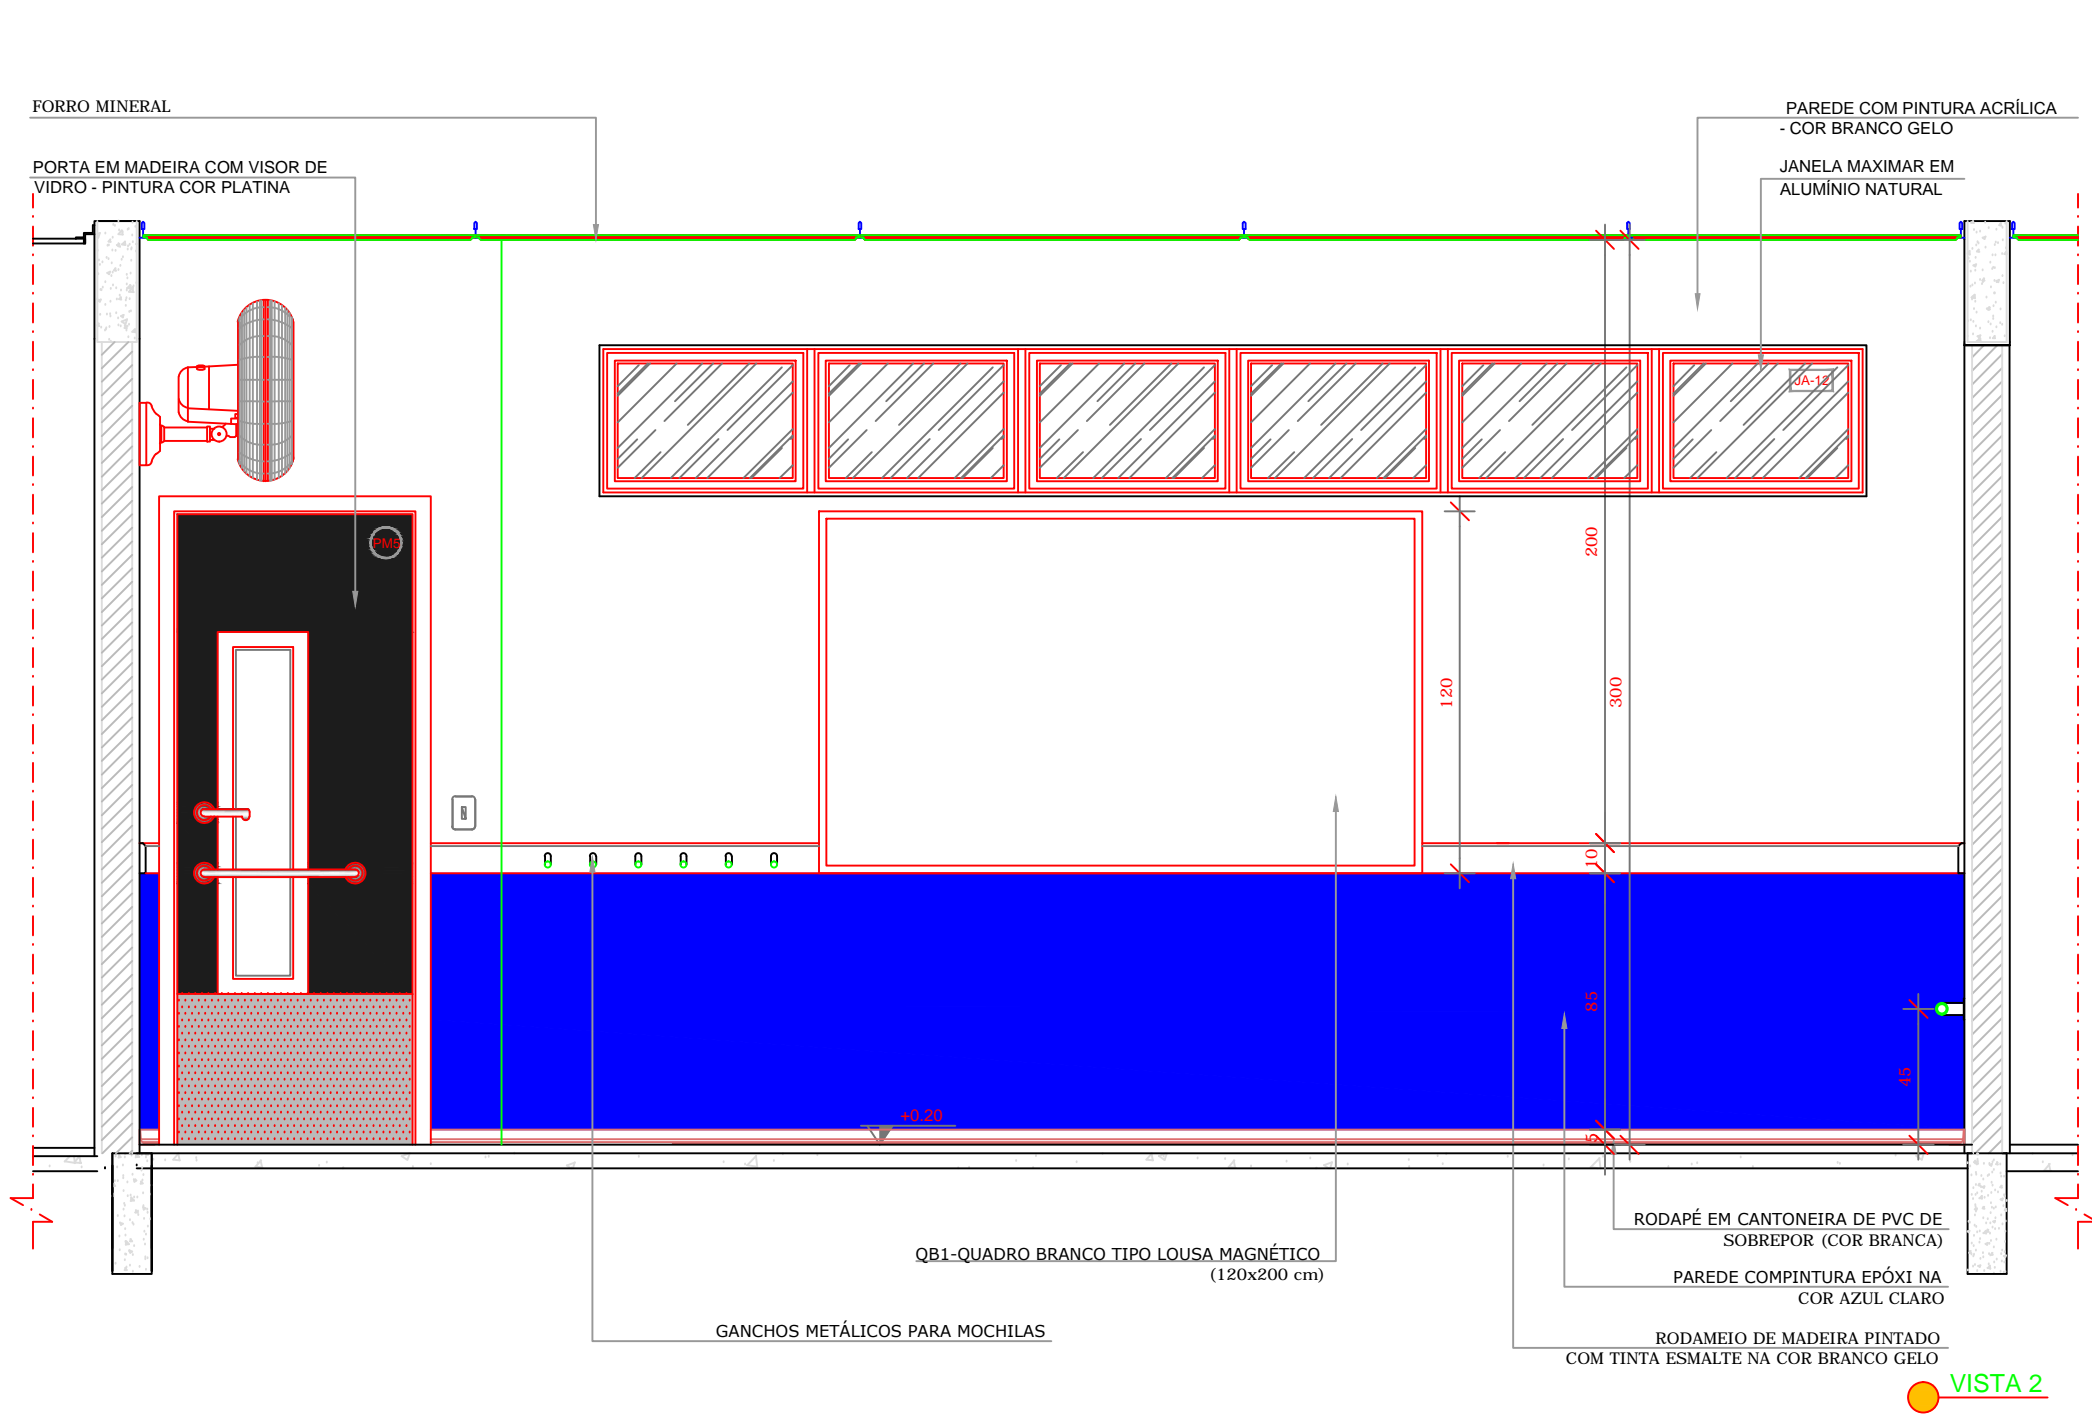 FORRO MINERAL
PORTA EM MADEIRA COM VISOR DE
VIDRO - PINTURA COR PLATINA
PAREDE COM PINTURA ACRÍLICA
- COR BRANCO GELO
JANELA MAXIMAR EM
ALUMÍNIO NATURAL
JA-12
PM5
200
120
300
10
85
45
+0.20
5
RODAPÉ EM CANTONEIRA DE PVC DE
SOBREPOR (COR BRANCA)
QB1-QUADRO BRANCO TIPO LOUSA MAGNÉTICO
(120x200 cm)
PAREDE COMPINTURA EPÓXI NA
COR AZUL CLARO
GANCHOS METÁLICOS PARA MOCHILAS
RODAMEIO DE MADEIRA PINTADO
COM TINTA ESMALTE NA COR BRANCO GELO
VISTA 2